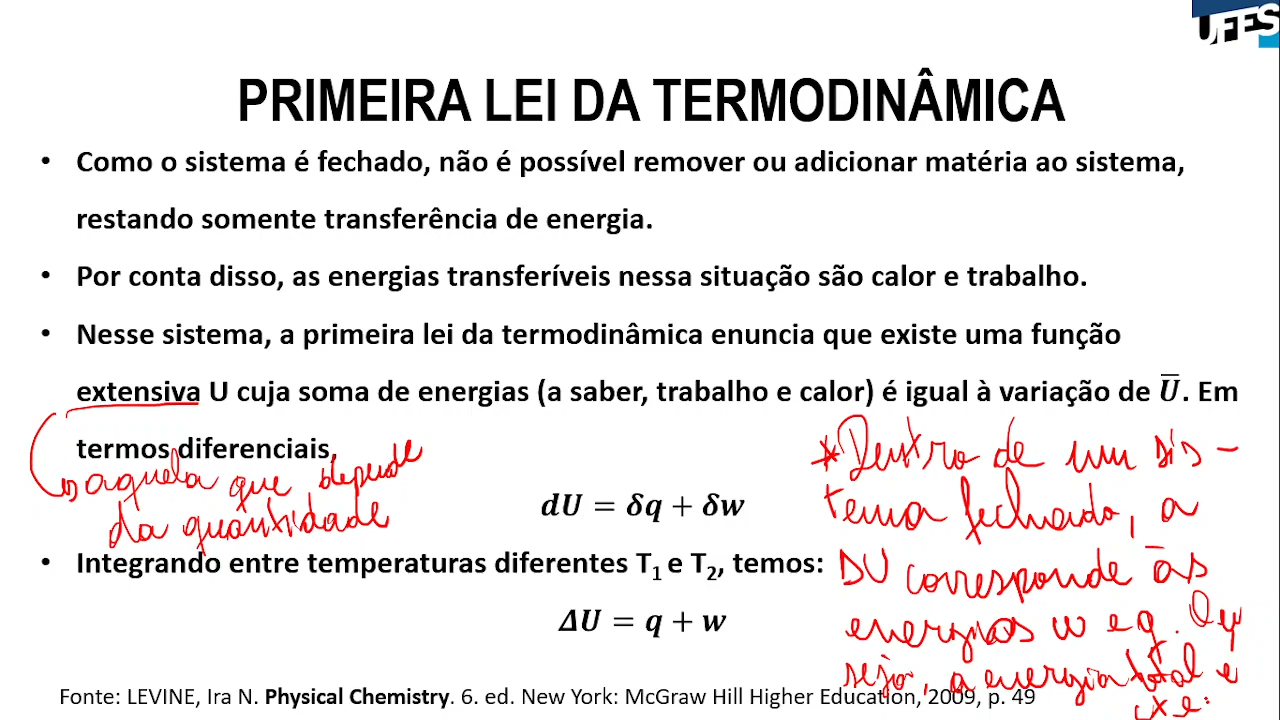 UFES
PRIMEIRA LEI DA TERMODINÂMICA
• Como o sistema é fechado, não é possível remover ou adicionar matéria ao sistema,
restando somente transferência de energia.
• Por conta disso, as energias transferíveis nessa situação são calor e trabalho.
• Nesse sistema, a primeira lei da termodinâmica enuncia que existe uma função
extensiva U cuja soma de energias (a saber, trabalho e calor) é igual à variação de U̅. Em
termos diferenciais,
aquela que depende
da quantidade
dU = δq + δw
• Integrando entre temperaturas diferentes T₁ e T₂, temos:
ΔU = q + w
*Dentro de um sis-
tema fechado, a
ΔU corresponde às
energias w e q. Ou
seja, a energia total e
Fonte: LEVINE, Ira N. Physical Chemistry. 6. ed. New York: McGraw Hill Higher Education, 2009, p. 49